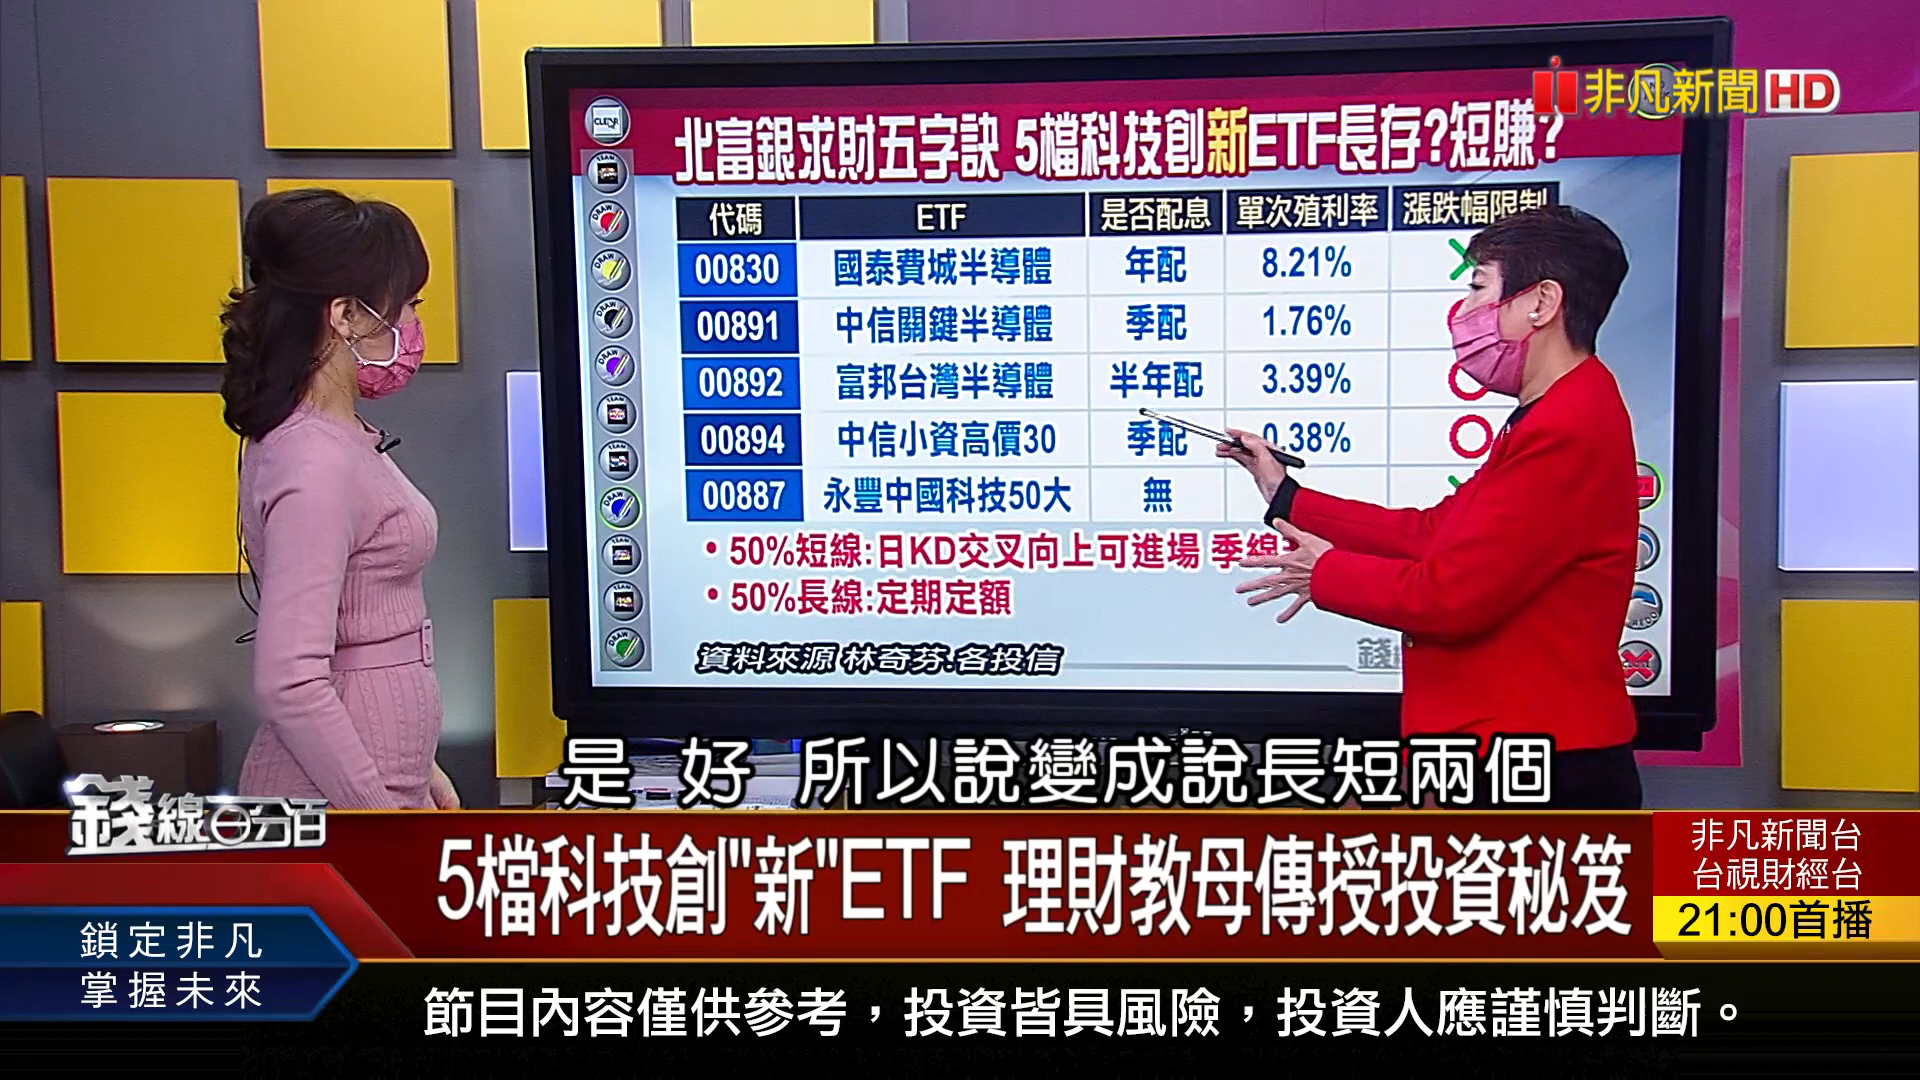 非凡新聞HD
北富銀求財五字訣 5檔科技創新ETF長存?短賺?
代碼 ETF 是否配息 單次殖利率 漲跌幅限制
00830 國泰費城半導體 年配 8.21%
00891 中信關鍵半導體 季配 1.76%
00892 富邦台灣半導體 半年配 3.39%
00894 中信小資高價30 季配 0.38%
00887 永豐中國科技50大 無
•50%短線:日KD交叉向上可進場 季線
•50%長線:定期定額
資料來源 林奇芬.各投信
是 好 所以說變成說長短兩個
錢線百分百
5檔科技創"新"ETF 理財教母傳授投資秘笈
非凡新聞台
台視財經台
21:00首播
鎖定非凡
掌握未來
節目內容僅供參考，投資皆具風險，投資人應謹慎判斷。